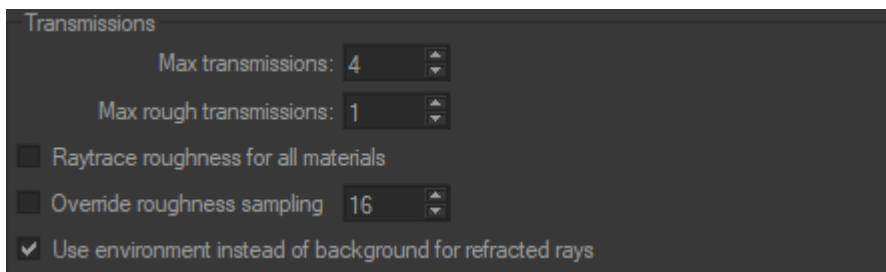 Transmissions
Max transmissions: 4
Max rough transmissions: 1
Raytrace roughness for all materials
Override roughness sampling 16
Use environment instead of background for refracted rays